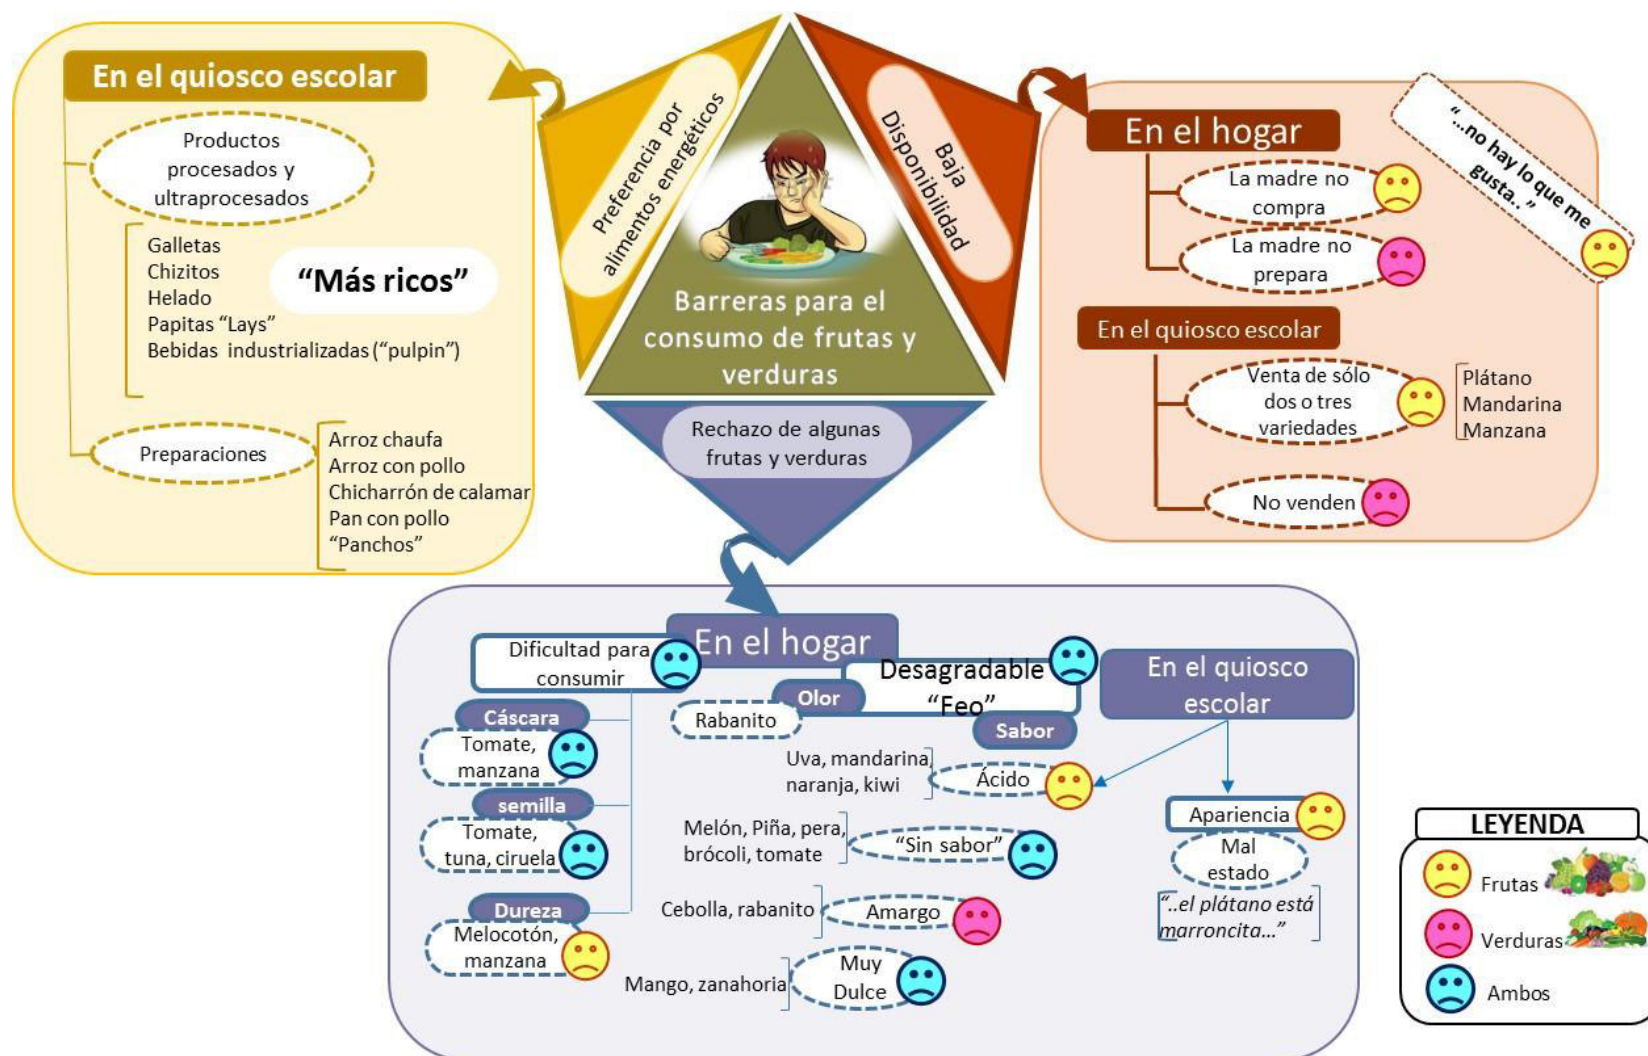 En el quiosco escolar
Productos
procesados y
ultraprocesados
Galletas
Chizitos
Helado
Papitas “Lays”
Bebidas industrializadas (“pulpin”)
“Más ricos”
Preparaciones
Arroz chaufa
Arroz con pollo
Chicharrón de calamar
Pan con pollo
“Panchos”
Preferencia por
alimentos energéticos
Barreras para el
consumo de frutas y
verduras
Baja
Disponibilidad
Rechazo de algunas
frutas y verduras
En el hogar
La madre no
compra
La madre no
prepara
“...no hay lo que me
gusta..”
En el quiosco escolar
Venta de sólo
dos o tres
variedades
Plátano
Mandarina
Manzana
No venden
En el hogar
Dificultad para
consumir
Cáscara
Tomate,
manzana
semilla
Tomate,
tuna, ciruela
Dureza
Melocotón,
manzana
Desagradable
“Feo”
Olor
Rabanito
Sabor
Uva, mandarina,
naranja, kiwi
Ácido
Melón, Piña, pera,
brócoli, tomate
“Sin sabor”
Cebolla, rabanito
Amargo
Mango, zanahoria
Muy
Dulce
En el quiosco
escolar
Apariencia
Mal
estado
“..el plátano está
marroncita...”
LEYENDA
Frutas
Verduras
Ambos